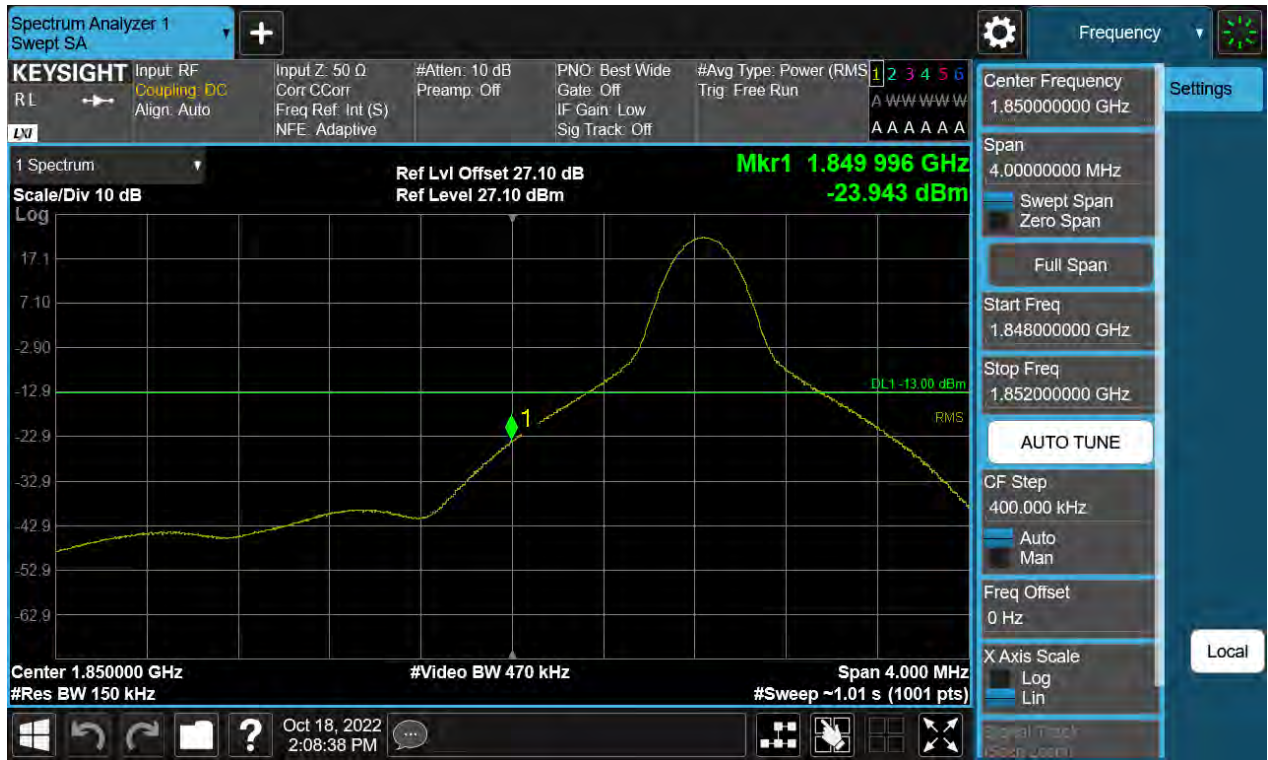 Spectrum Analyzer 1
Swept SA
+
Frequency
KEYSIGHT
RL
LXI
Input: RF
Coupling: DC
Align: Auto
Input Z: 50 Ω
Corr CCorr
Freq Ref: Int (S)
NFE: Adaptive
#Atten: 10 dB
Preamp: Off
PNO: Best Wide
Gate: Off
IF Gain: Low
Sig Track: Off
#Avg Type: Power (RMS
Trig: Free Run
1 2 3 4 5 6
A W W W W W
A A A A A A
1 Spectrum
Scale/Div 10 dB
Log
Ref Lvl Offset 27.10 dB
Ref Level 27.10 dBm
Mkr1 1.849 996 GHz
-23.943 dBm
17.1
7.10
-2.90
-12.9
-22.9
-32.9
-42.9
-52.9
-62.9
1
DL1 -13.00 dBm
RMS
Center 1.850000 GHz
#Video BW 470 kHz
Span 4.000 MHz
#Res BW 150 kHz
#Sweep ~1.01 s (1001 pts)
Center Frequency
1.850000000 GHz
Span
4.00000000 MHz
Swept Span
Zero Span
Full Span
Start Freq
1.848000000 GHz
Stop Freq
1.852000000 GHz
AUTO TUNE
CF Step
400.000 kHz
Auto
Man
Freq Offset
0 Hz
X Axis Scale
Log
Lin
Signal Track
(Span Zoom)
Settings
Local
?
Oct 18, 2022
2:08:38 PM